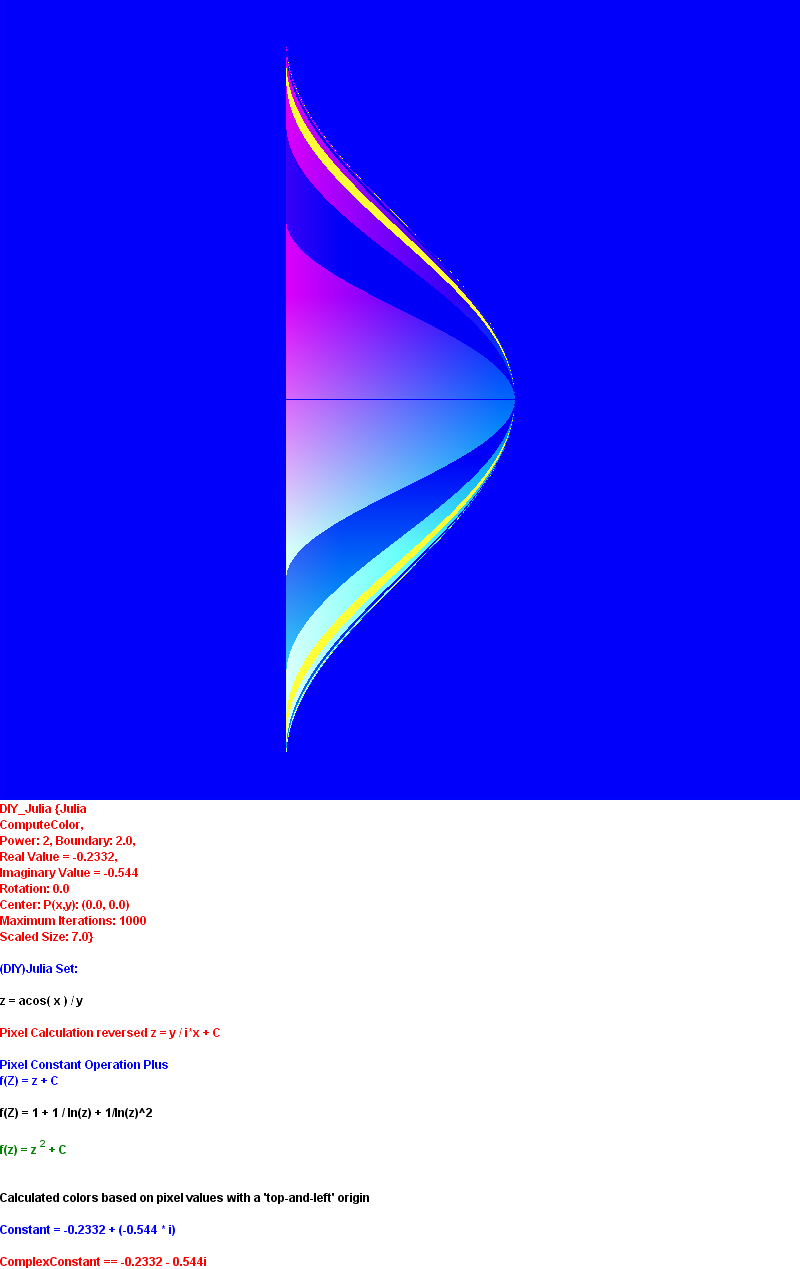 DIY_Julia {Julia
ComputeColor,
Power: 2, Boundary: 2.0,
Real Value = -0.2332,
Imaginary Value = -0.544
Rotation: 0.0
Center: P(x,y): (0.0, 0.0)
Maximum Iterations: 1000
Scaled Size: 7.0}
(DIY)Julia Set:
z = acos( x ) / y
Pixel Calculation reversed z = y / i*x + C
Pixel Constant Operation Plus
f(Z) = z + C
f(Z) = 1 + 1 / ln(z) + 1/ln(z)^2
f(z) = z 2 + C
Calculated colors based on pixel values with a 'top-and-left' origin
Constant = -0.2332 + (-0.544 * i)
ComplexConstant == -0.2332 - 0.544i